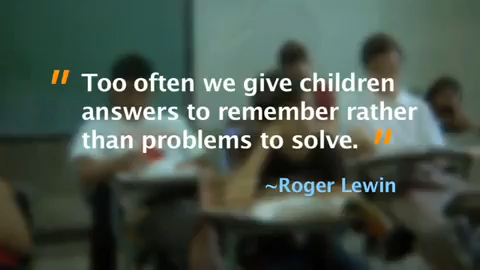 " Too often we give children
answers to remember rather
than problems to solve. "
~Roger Lewin